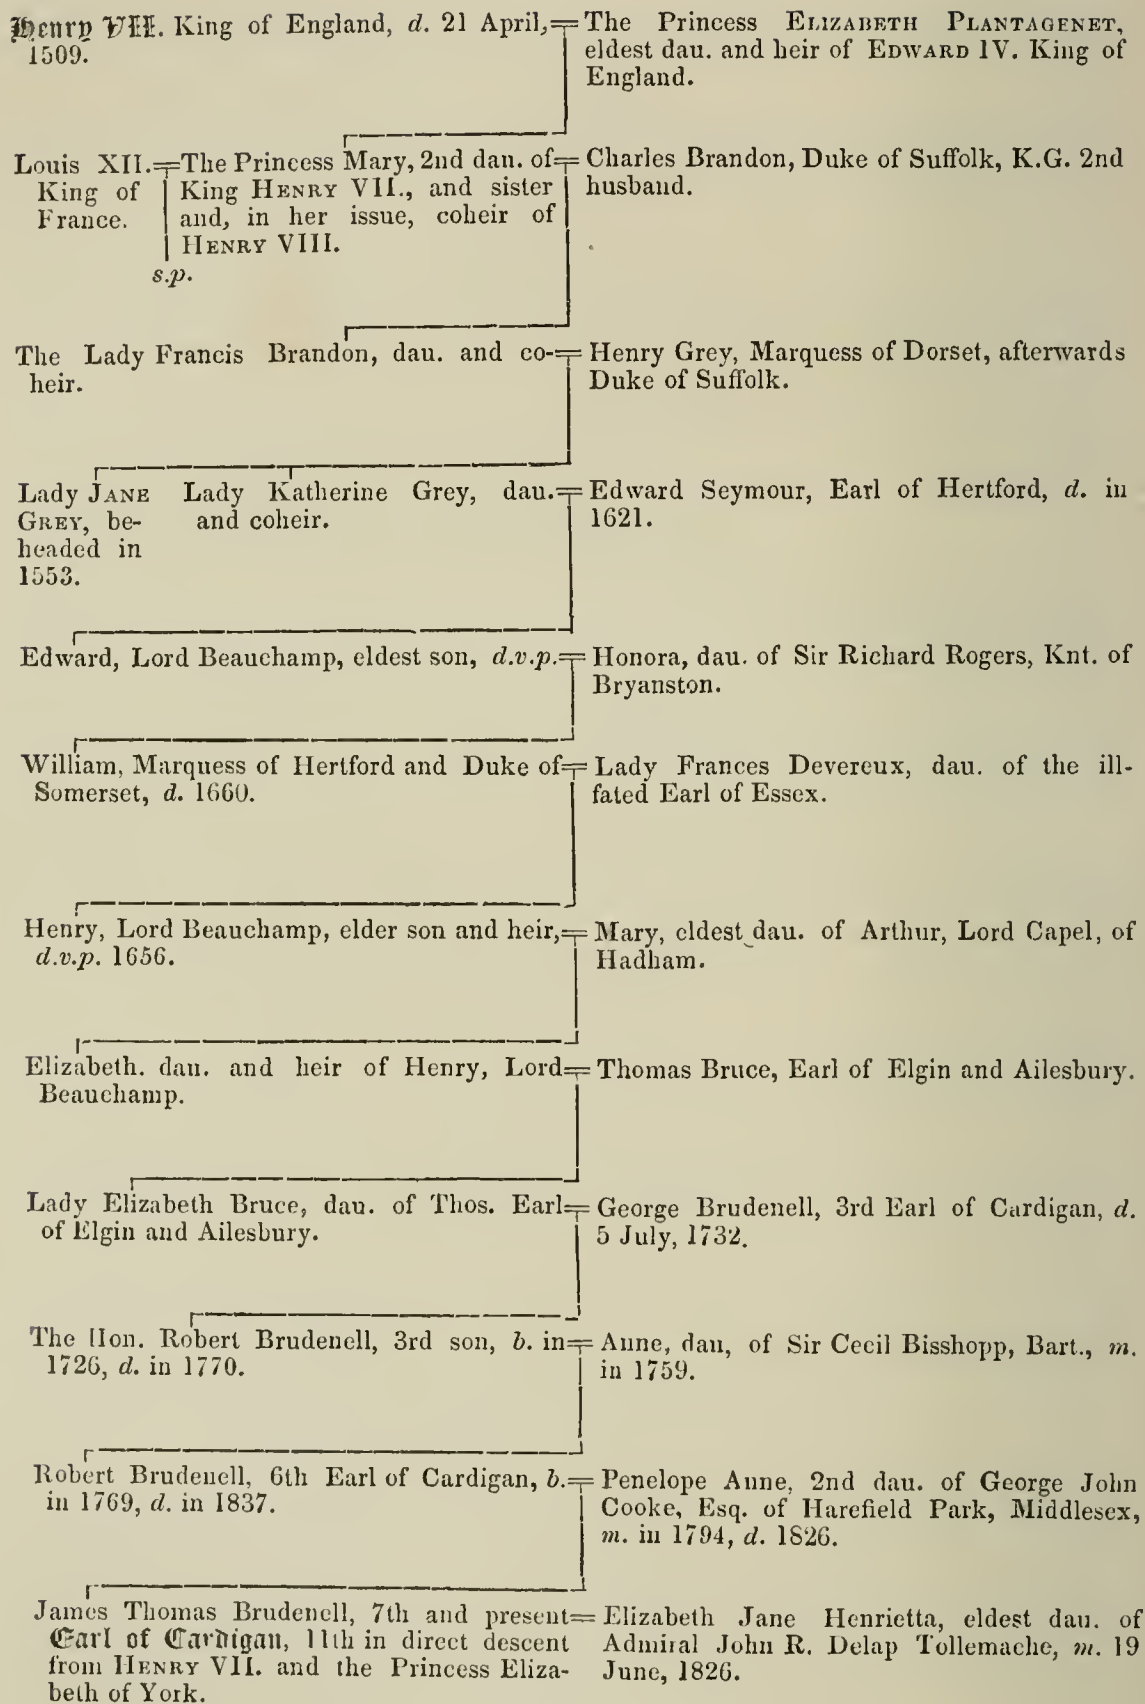 Henry VII. King of England, d. 21 April,
1509.
The Princess ELIZABETH PLANTAGENET,
eldest dau. and heir of EDWARD IV. King of
England.
Louis XII.
King of
France.
s.p.
The Princess Mary, 2nd dau. of
King HENRY VII., and sister
and, in her issue, coheir of
HENRY VIII.
Charles Brandon, Duke of Suffolk, K.G. 2nd
husband.
The Lady Francis Brandon, dau. and co-
heir.
Henry Grey, Marquess of Dorset, afterwards
Duke of Suffolk.
Lady JANE
GREY, be-
headed in
1553.
Lady Katherine Grey, dau.
and coheir.
Edward Seymour, Earl of Hertford, d. in
1621.
Edward, Lord Beauchamp, eldest son, d.v.p.
Honora, dau. of Sir Richard Rogers, Knt. of
Bryanston.
William, Marquess of Hertford and Duke of
Somerset, d. 1660.
Lady Frances Devereux, dau. of the ill-
fated Earl of Essex.
Henry, Lord Beauchamp, elder son and heir,
d.v.p. 1656.
Mary, eldest dau. of Arthur, Lord Capel, of
Hadham.
Elizabeth. dau. and heir of Henry, Lord
Beauchamp.
Thomas Bruce, Earl of Elgin and Ailesbury.
Lady Elizabeth Bruce, dau. of Thos. Earl
of Elgin and Ailesbury.
George Brudenell, 3rd Earl of Cardigan, d.
5 July, 1732.
The Hon. Robert Brudenell, 3rd son, b. in
1726, d. in 1770.
Anne, dau, of Sir Cecil Bisshopp, Bart., m.
in 1759.
Robert Brudenell, 6th Earl of Cardigan, b.
in 1769, d. in 1837.
Penelope Anne, 2nd dau. of George John
Cooke, Esq. of Harefield Park, Middlesex,
m. in 1794, d. 1826.
James Thomas Brudenell, 7th and present
Earl of Cardigan, 11th in direct descent
from HENRY VII. and the Princess Eliza-
beth of York.
Elizabeth Jane Henrietta, eldest dau. of
Admiral John R. Delap Tollemache, m. 19
June, 1826.